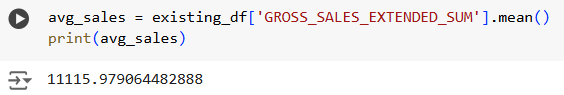 avg_sales = existing_df['GROSS_SALES_EXTENDED_SUM'].mean()
print(avg_sales)
11115.979064482888